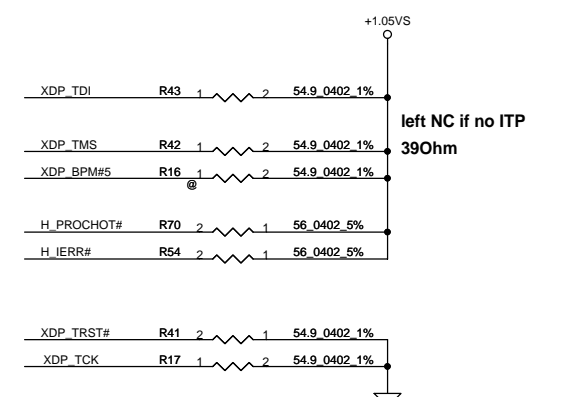 +1.05VS
XDP_TDI R43 1 2 54.9_0402_1%
left NC if no ITP
XDP_TMS R42 1 2 54.9_0402_1% 39Ohm
XDP_BPM#5 R16 1 2 54.9_0402_1%
@
H_PROCHOT# R70 2 1 56_0402_5%
H_IERR# R54 2 1 56_0402_5%
XDP_TRST# R41 2 1 54.9_0402_1%
XDP_TCK R17 1 2 54.9_0402_1%